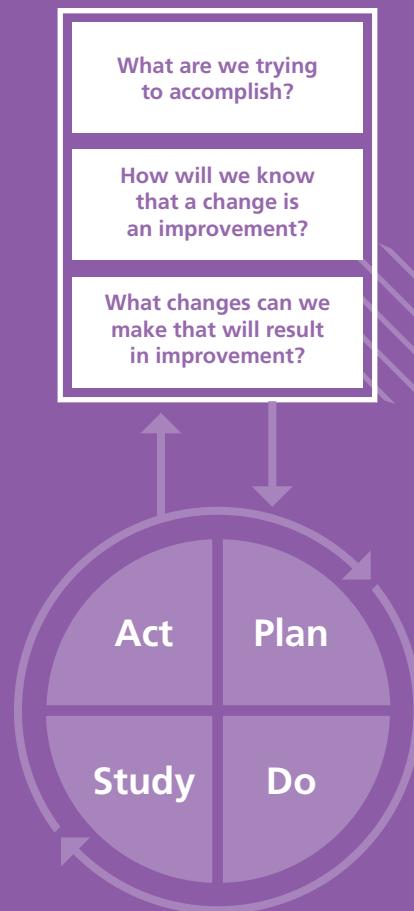 What are we trying
to accomplish?
How will we know
that a change is
an improvement?
What changes can we
make that will result
in improvement?
Act
Plan
Study
Do